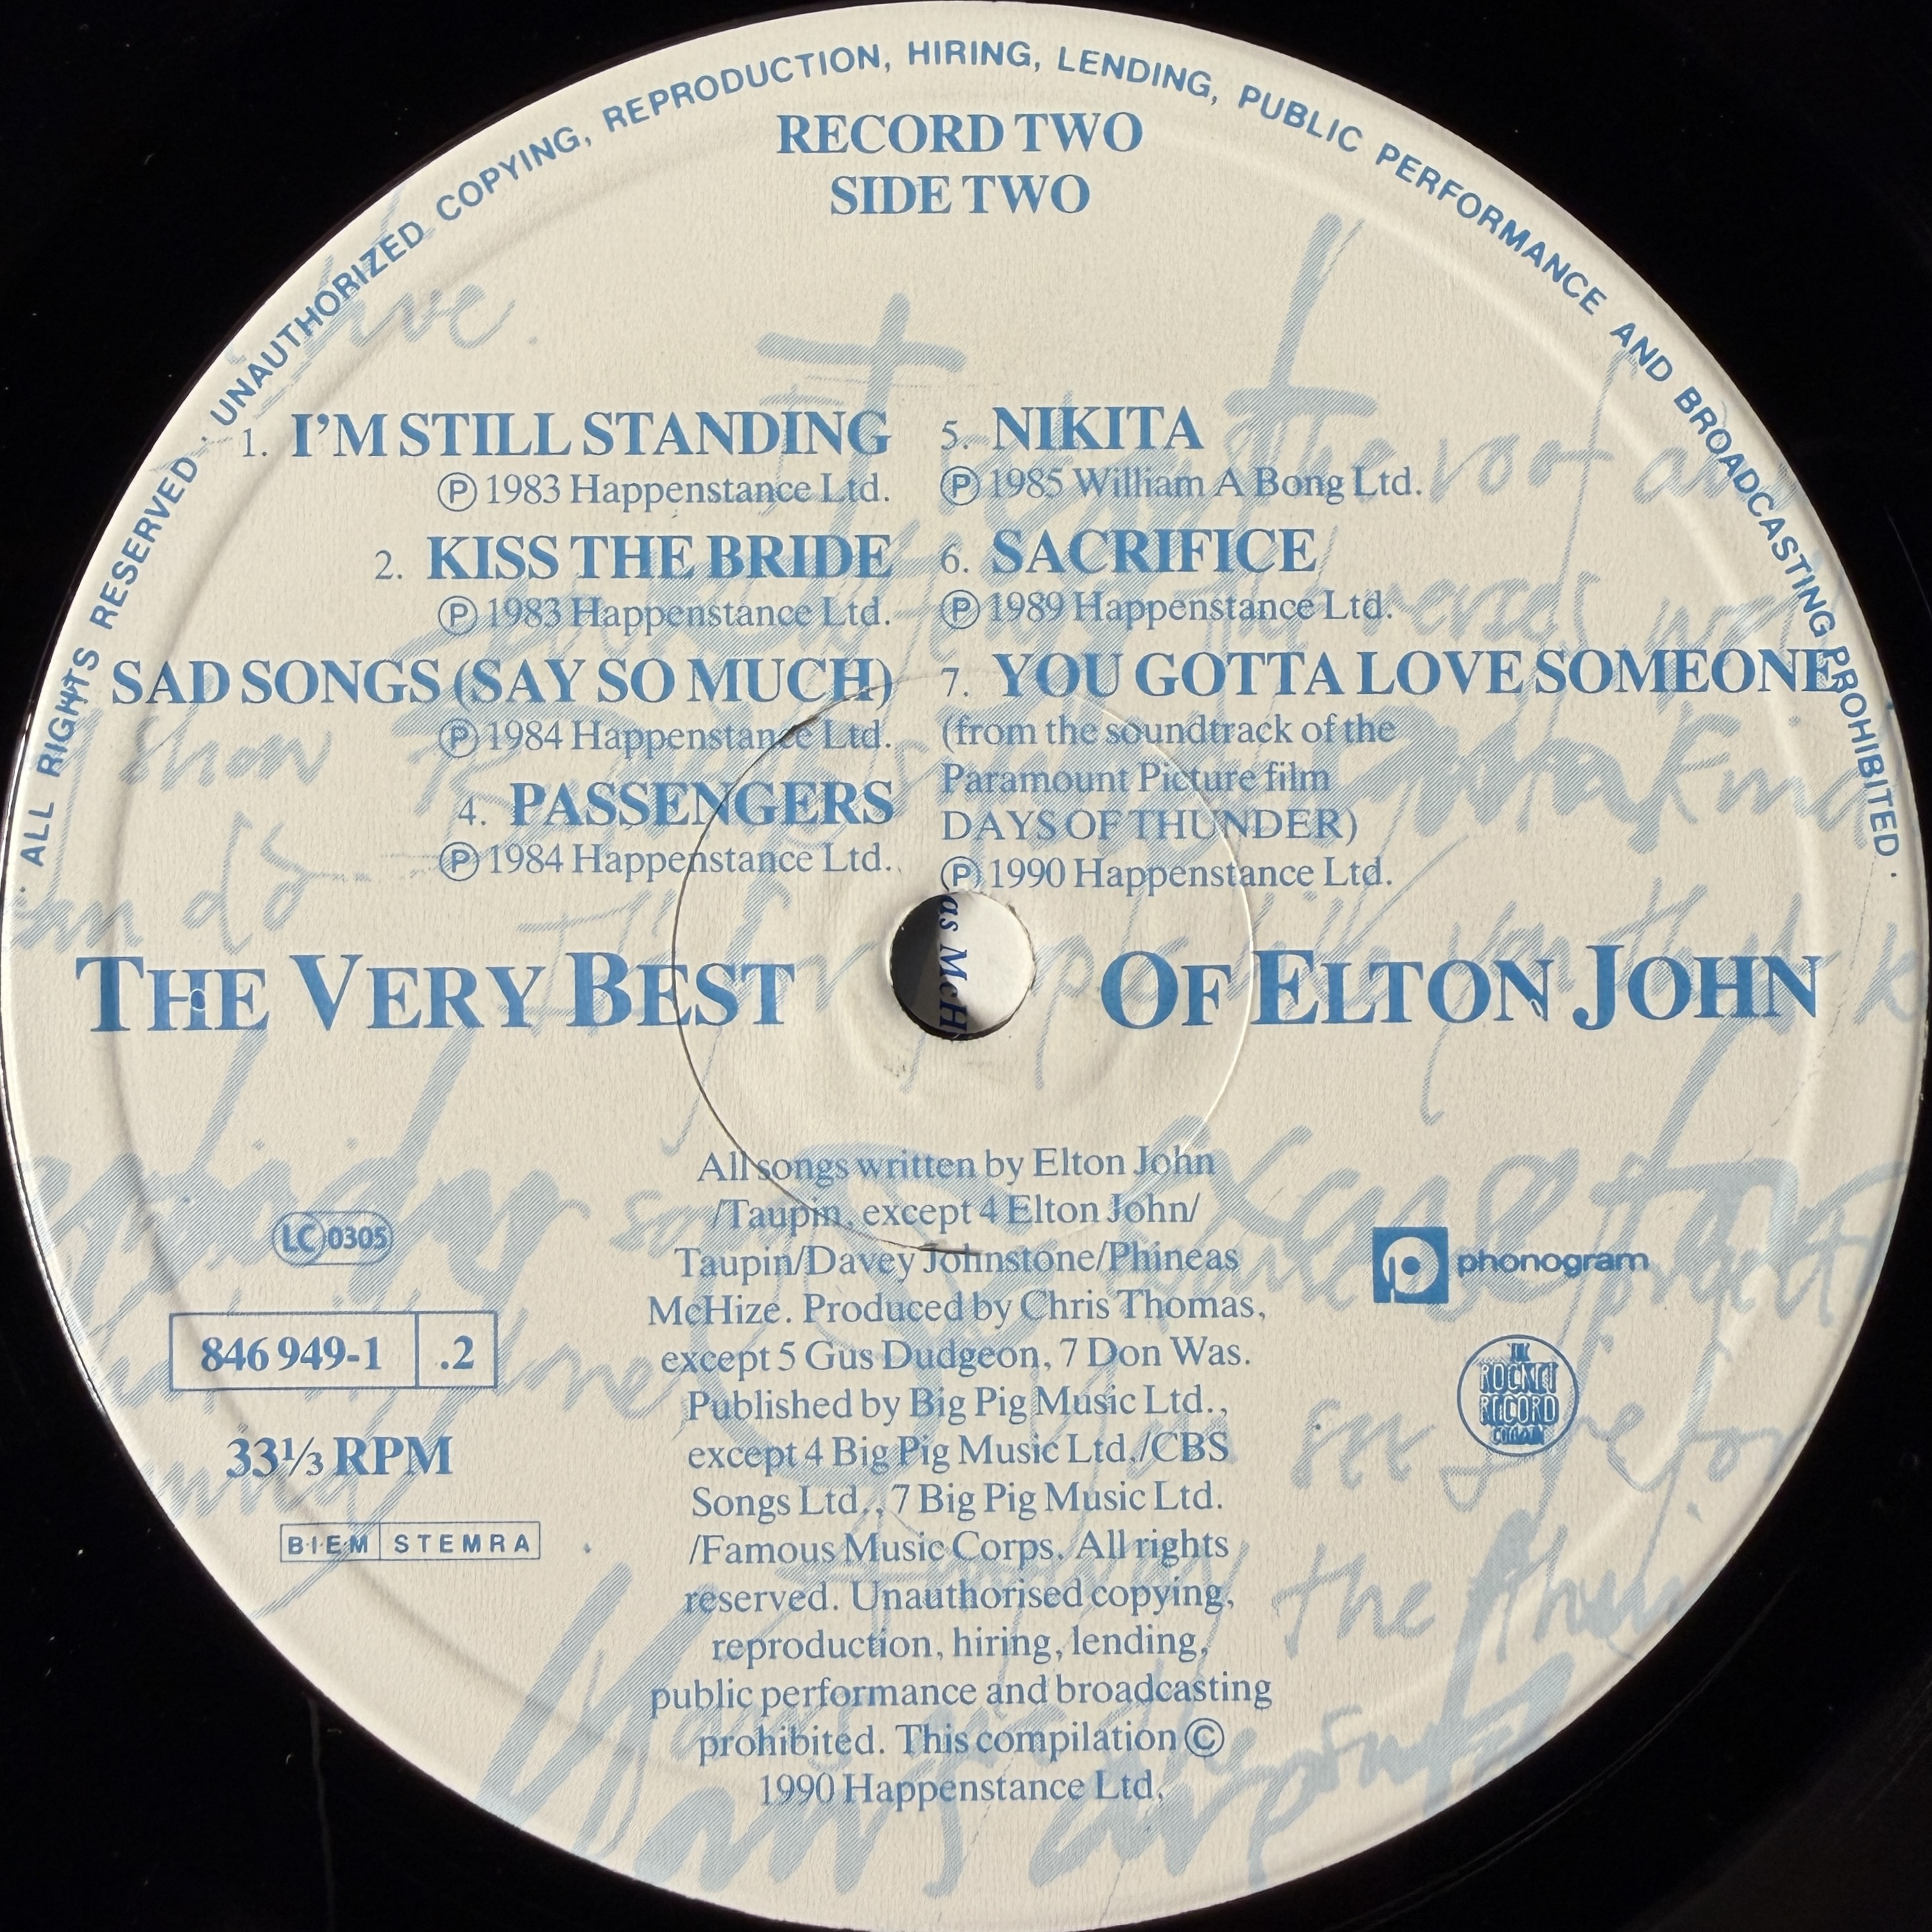 ALL RIGHTS RESERVED · UNAUTHORIZED COPYING, REPRODUCTION, HIRING, LENDING, PUBLIC PERFORMANCE AND BROADCASTING PROHIBITED ·
RECORD TWO
SIDE TWO
1. I'M STILL STANDING
℗ 1983 Happenstance Ltd.
2. KISS THE BRIDE
℗ 1983 Happenstance Ltd.
SAD SONGS (SAY SO MUCH)
℗ 1984 Happenstance Ltd.
4. PASSENGERS
℗ 1984 Happenstance Ltd.
5. NIKITA
℗ 1985 William A Bong Ltd.
6. SACRIFICE
℗ 1989 Happenstance Ltd.
7. YOU GOTTA LOVE SOMEONE
(from the soundtrack of the
Paramount Picture film
DAYS OF THUNDER)
℗ 1990 Happenstance Ltd.
as McH
THE VERY BEST OF ELTON JOHN
All songs written by Elton John
/Taupin, except 4 Elton John/
Taupin/Davey Johnstone/Phineas
McHize. Produced by Chris Thomas,
except 5 Gus Dudgeon, 7 Don Was.
Published by Big Pig Music Ltd.,
except 4 Big Pig Music Ltd./CBS
Songs Ltd., 7 Big Pig Music Ltd.
/Famous Music Corps. All rights
reserved. Unauthorised copying,
reproduction, hiring, lending,
public performance and broadcasting
prohibited. This compilation ©
1990 Happenstance Ltd.
LC 0305
846 949-1 .2
33⅓ RPM
BIEM STEMRA
phonogram
THE
ROCKET
RECORD
COMPANY